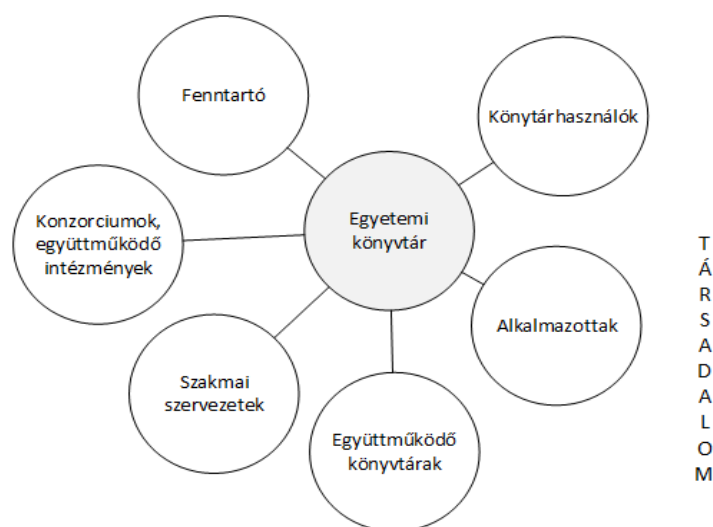 Fenntartó
Könytárhasználók
Egyetemi
könyvtár
Konzorciumok,
együttműködő
intézmények
Alkalmazottak
Szakmai
szervezetek
Együttműködő
könyvtárak
T
Á
R
S
A
D
A
L
O
M